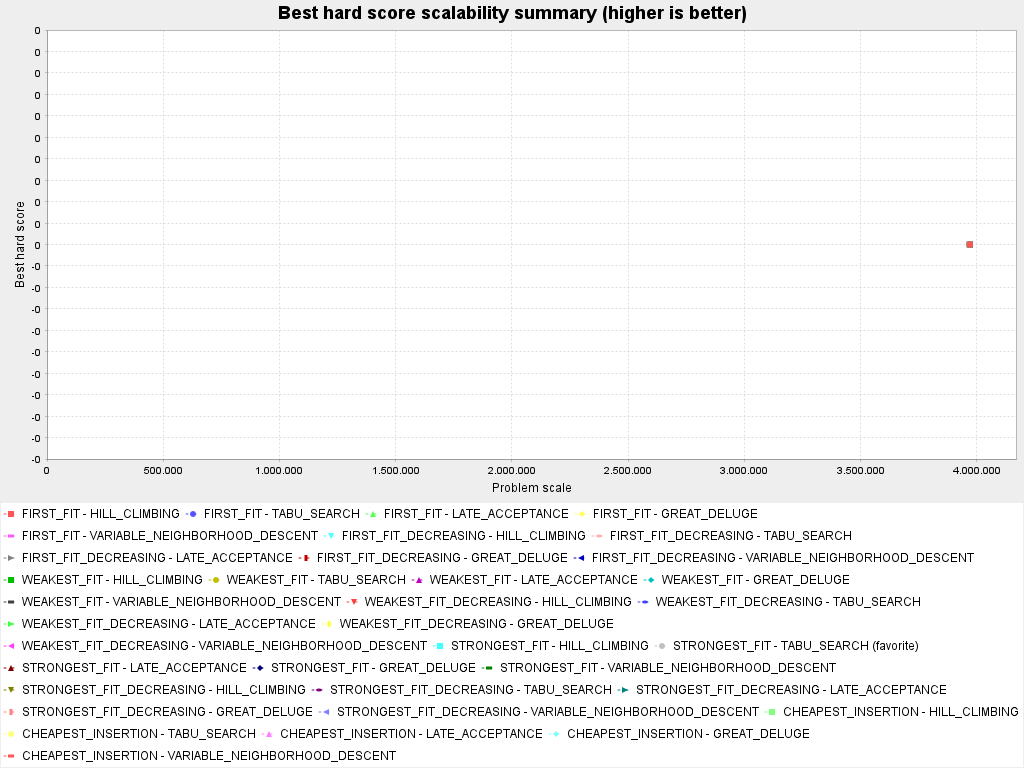 Best hard score scalability summary (higher is better)
Best hard score
0
0
0
0
0
0
0
0
0
0
0
-0
-0
-0
-0
-0
-0
-0
-0
-0
-0
0 500.000 1.000.000 1.500.000 2.000.000 2.500.000 3.000.000 3.500.000 4.000.000
Problem scale
FIRST_FIT - HILL_CLIMBING FIRST_FIT - TABU_SEARCH FIRST_FIT - LATE_ACCEPTANCE FIRST_FIT - GREAT_DELUGE
FIRST_FIT - VARIABLE_NEIGHBORHOOD_DESCENT FIRST_FIT_DECREASING - HILL_CLIMBING FIRST_FIT_DECREASING - TABU_SEARCH
FIRST_FIT_DECREASING - LATE_ACCEPTANCE FIRST_FIT_DECREASING - GREAT_DELUGE FIRST_FIT_DECREASING - VARIABLE_NEIGHBORHOOD_DESCENT
WEAKEST_FIT - HILL_CLIMBING WEAKEST_FIT - TABU_SEARCH WEAKEST_FIT - LATE_ACCEPTANCE WEAKEST_FIT - GREAT_DELUGE
WEAKEST_FIT - VARIABLE_NEIGHBORHOOD_DESCENT WEAKEST_FIT_DECREASING - HILL_CLIMBING WEAKEST_FIT_DECREASING - TABU_SEARCH
WEAKEST_FIT_DECREASING - LATE_ACCEPTANCE WEAKEST_FIT_DECREASING - GREAT_DELUGE
WEAKEST_FIT_DECREASING - VARIABLE_NEIGHBORHOOD_DESCENT STRONGEST_FIT - HILL_CLIMBING STRONGEST_FIT - TABU_SEARCH (favorite)
STRONGEST_FIT - LATE_ACCEPTANCE STRONGEST_FIT - GREAT_DELUGE STRONGEST_FIT - VARIABLE_NEIGHBORHOOD_DESCENT
STRONGEST_FIT_DECREASING - HILL_CLIMBING STRONGEST_FIT_DECREASING - TABU_SEARCH STRONGEST_FIT_DECREASING - LATE_ACCEPTANCE
STRONGEST_FIT_DECREASING - GREAT_DELUGE STRONGEST_FIT_DECREASING - VARIABLE_NEIGHBORHOOD_DESCENT CHEAPEST_INSERTION - HILL_CLIMBING
CHEAPEST_INSERTION - TABU_SEARCH CHEAPEST_INSERTION - LATE_ACCEPTANCE CHEAPEST_INSERTION - GREAT_DELUGE
CHEAPEST_INSERTION - VARIABLE_NEIGHBORHOOD_DESCENT